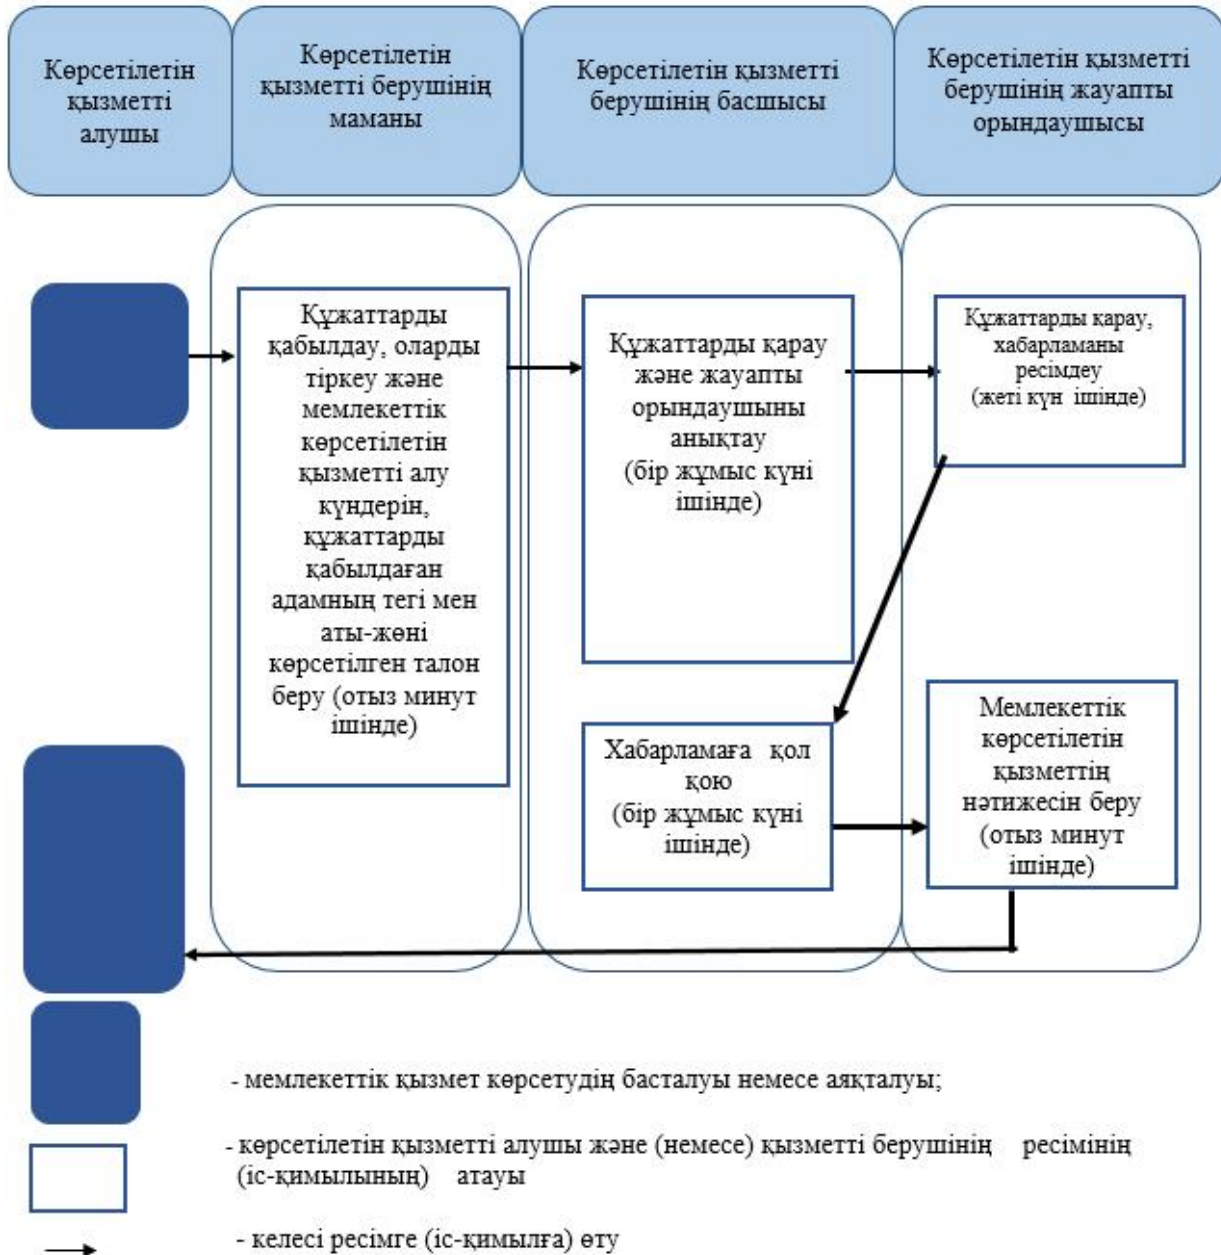 Көрсетілетін
қызметті
алушы
Көрсетілетін
қызметті берушінің
маманы
Көрсетілетін қызметті
берушінің басшысы
Көрсетілетін қызметті
берушінің жауапты
орындаушысы
Құжаттарды
қабылдау, оларды
тіркеу және
мемлекеттік
көрсетілетін
қызметті алу
күндерін,
құжаттарды
қабылдаған
адамның тегі мен
аты-жөні
көрсетілген талон
беру (отыз минут
ішінде)
Құжаттарды қарау
және жауапты
орындаушыны
анықтау
(бір жұмыс күні
ішінде)
Құжаттарды қарау,
хабарламаны
ресімдеу
(жеті күн ішінде)
Хабарламаға қол
қою
(бір жұмыс күні
ішінде)
Мемлекеттік
көрсетілетін
қызметтің
нәтижесін беру
(отыз минут
ішінде)
- мемлекеттік қызмет көрсетудің басталуы немесе аяқталуы;
- көрсетілетін қызметті алушы және (немесе) қызметті берушінің ресімінің
(іс-қимылының) атауы
- келесі ресімге (іс-қимылға) өту